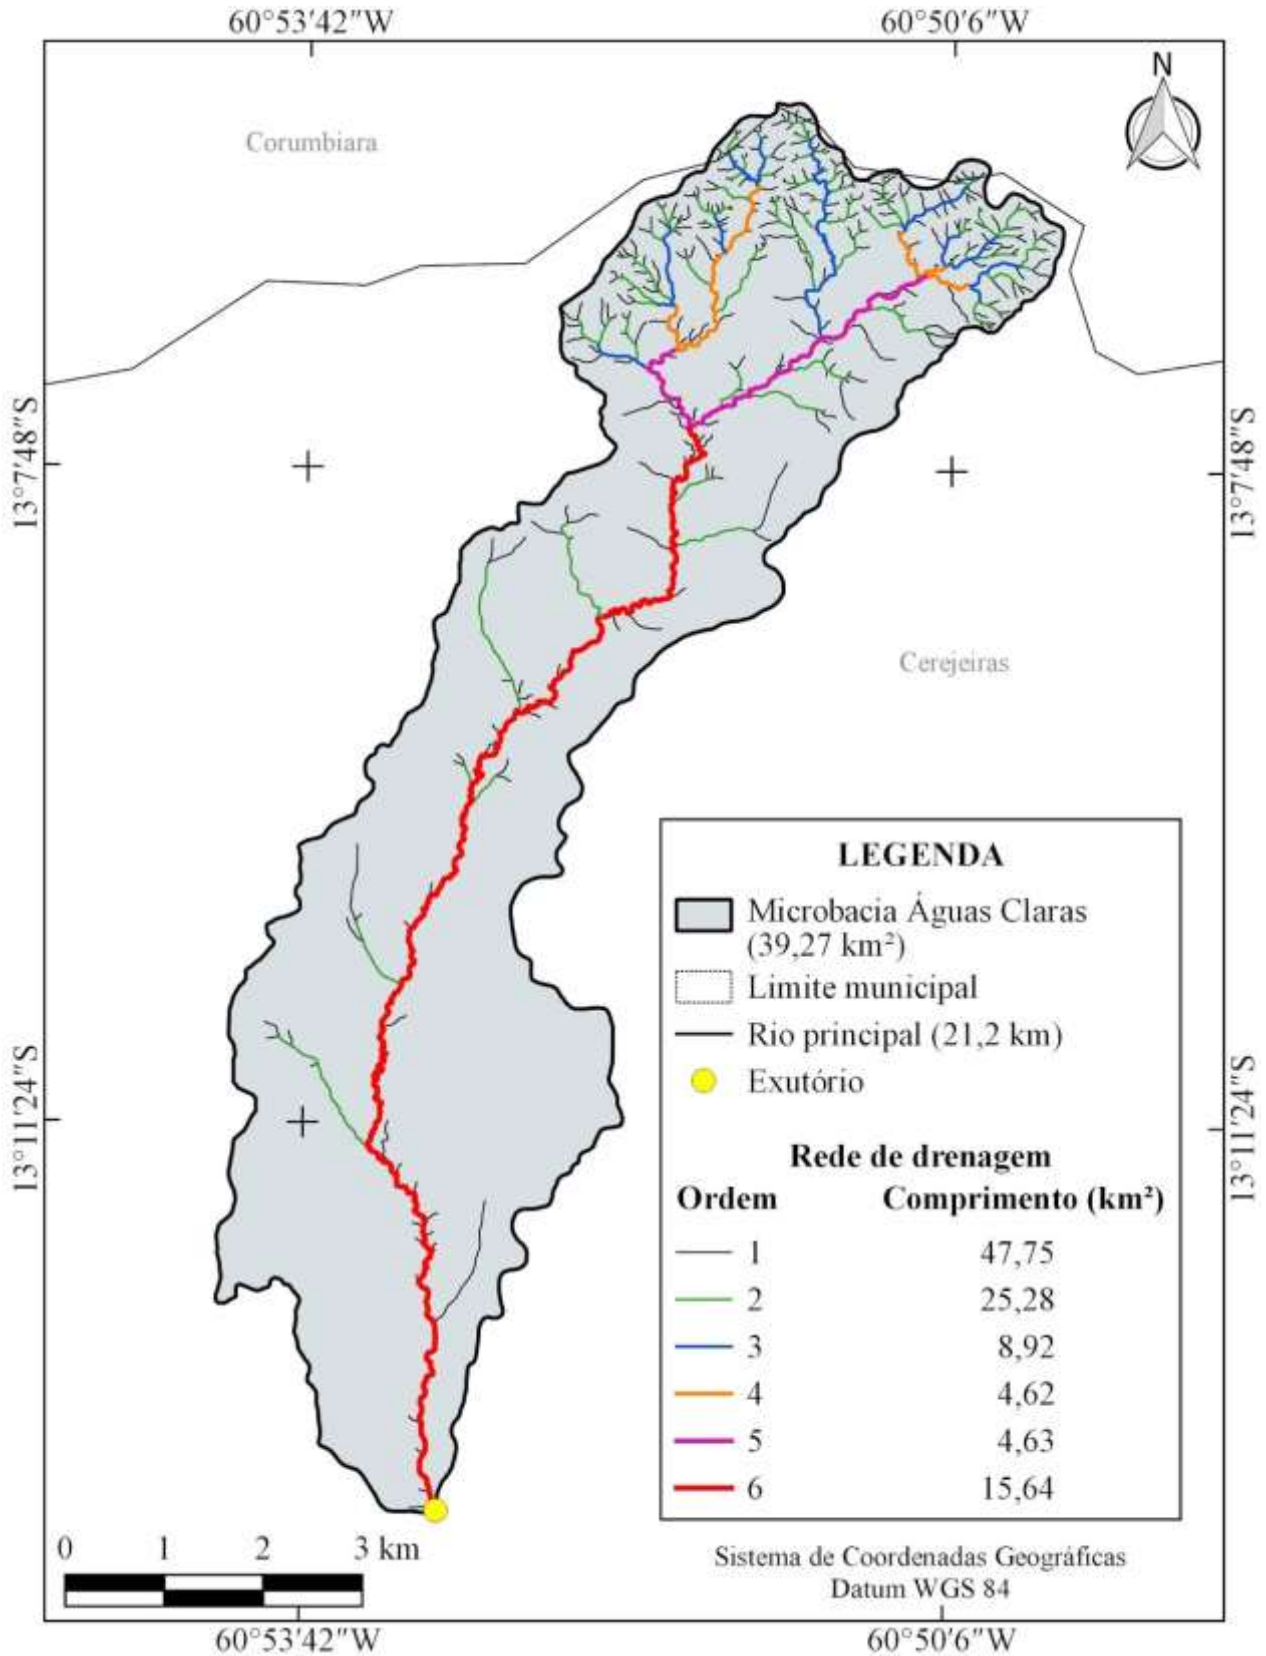 60°53'42"W 60°50'6"W
N
Corumbiara
13°7'48"S 13°7'48"S
Cerejeiras
LEGENDA
Microbacia Águas Claras
(39,27 km²)
Limite municipal
Rio principal (21,2 km)
Exutório
13°11'24"S 13°11'24"S
Rede de drenagem
Ordem Comprimento (km²)
1 47,75
2 25,28
3 8,92
4 4,62
5 4,63
6 15,64
0 1 2 3 km
Sistema de Coordenadas Geográficas
Datum WGS 84
60°53'42"W 60°50'6"W